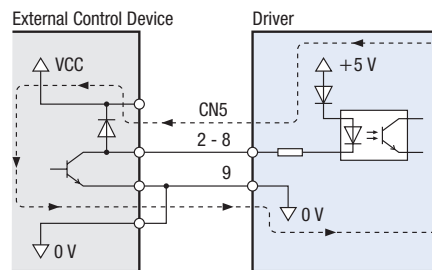 External Control Device
Driver
VCC
+5 V
CN5
2 - 8
9
0 V
0 V